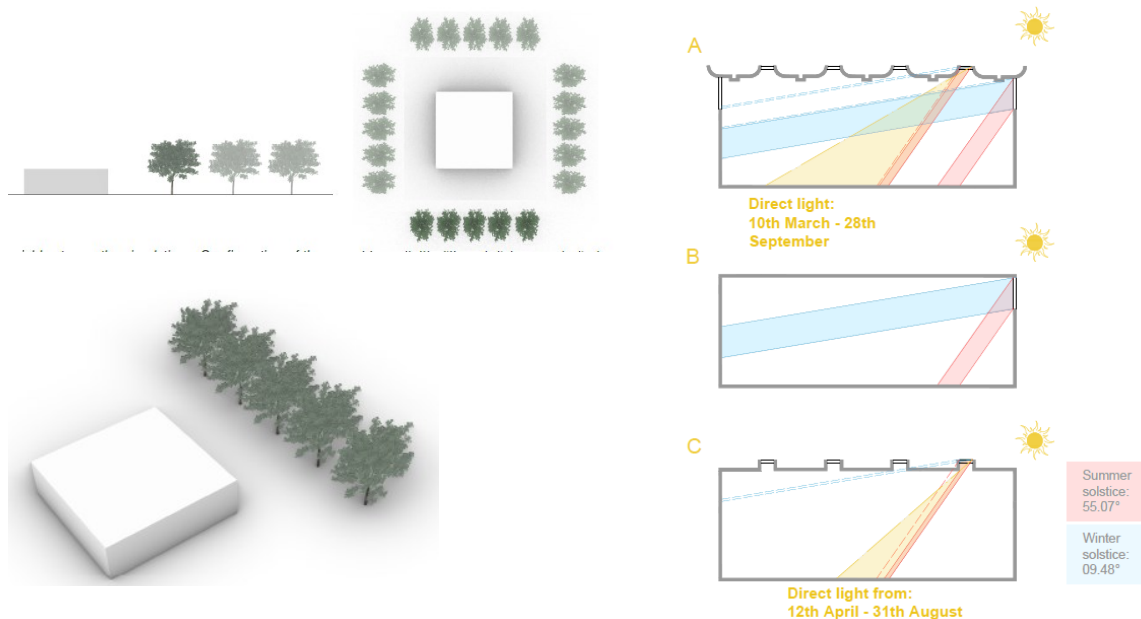 A
Direct light:
10th March - 28th
September
B
C
Direct light from:
12th April - 31th August
Summer
solstice:
55.07°
Winter
solstice:
09.48°